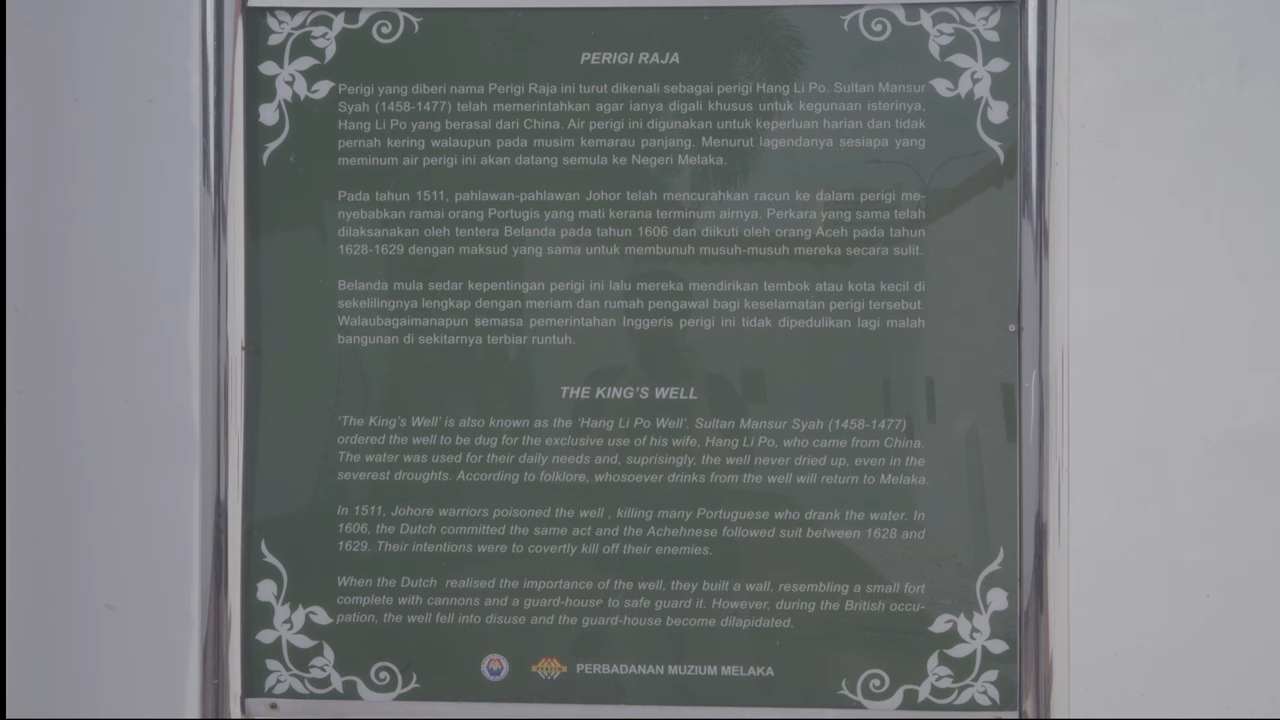 PERIGI RAJA
Perigi yang diberi nama Perigi Raja ini turut dikenali sebagai perigi Hang Li Po. Sultan Mansur
Syah (1458-1477) telah memerintahkan agar ianya digali khusus untuk kegunaan isterinya,
Hang Li Po yang berasal dari China. Air perigi ini digunakan untuk keperluan harian dan tidak
pernah kering walaupun pada musim kemarau panjang. Menurut lagendanya sesiapa yang
meminum air perigi ini akan datang semula ke Negeri Melaka.
Pada tahun 1511, pahlawan-pahlawan Johor telah mencurahkan racun ke dalam perigi me-
nyebabkan ramai orang Portugis yang mati kerana terminum airnya. Perkara yang sama telah
dilaksanakan oleh tentera Belanda pada tahun 1606 dan diikuti oleh orang Aceh pada tahun
1628-1629 dengan maksud yang sama untuk membunuh musuh-musuh mereka secara sulit.
Belanda mula sedar kepentingan perigi ini lalu mereka mendirikan tembok atau kota kecil di
sekelilingnya lengkap dengan meriam dan rumah pengawal bagi keselamatan perigi tersebut.
Walaubagaimanapun semasa pemerintahan Inggeris perigi ini tidak dipedulikan lagi malah
bangunan di sekitarnya terbiar runtuh.
THE KING'S WELL
'The King's Well' is also known as the 'Hang Li Po Well'. Sultan Mansur Syah (1458-1477)
ordered the well to be dug for the exclusive use of his wife, Hang Li Po, who came from China.
The water was used for their daily needs and, suprisingly, the well never dried up, even in the
severest droughts. According to folklore, whosoever drinks from the well will return to Melaka.
In 1511, Johore warriors poisoned the well , killing many Portuguese who drank the water. In
1606, the Dutch committed the same act and the Achehnese followed suit between 1628 and
1629. Their intentions were to covertly kill off their enemies.
When the Dutch realised the importance of the well, they built a wall, resembling a small fort
complete with cannons and a guard-house to safe guard it. However, during the British occu-
pation, the well fell into disuse and the guard-house become dilapidated.
PERBADANAN MUZIUM MELAKA